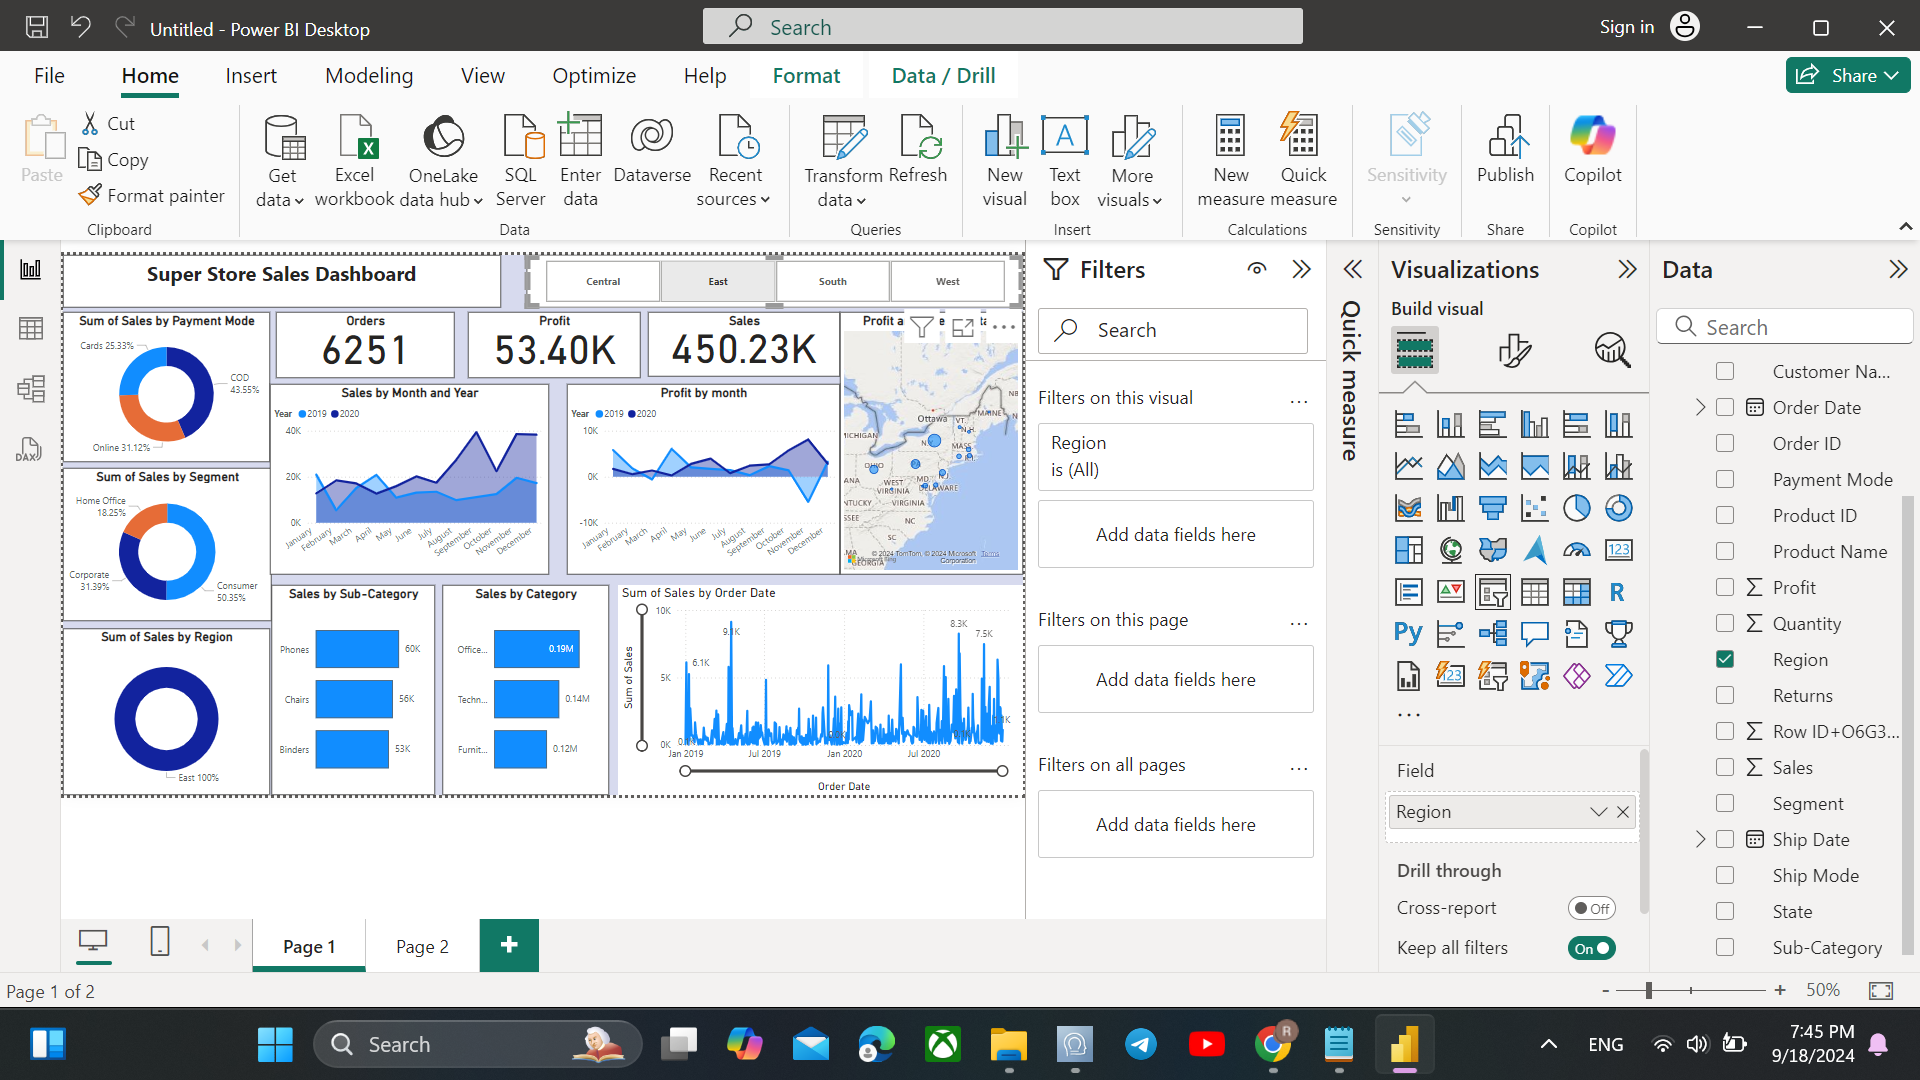 Untitled - Power BI Desktop
Search
Sign in
File
Home
Insert
Modeling
View
Optimize
Help
Format
Data / Drill
Share
Paste
Cut
Copy
Format painter
Clipboard
Get data
Excel workbook
OneLake data hub
SQL Server
Enter data
Dataverse
Recent sources
Data
Transform data
Refresh
Queries
New visual
Text box
More visuals
Insert
New measure
Quick measure
Calculations
Sensitivity
Sensitivity
Publish
Share
Copilot
Copilot
Super Store Sales Dashboard
Central
East
South
West
Sum of Sales by Payment Mode
Cards 25.33%
COD
43.55%
Online 31.12%
Orders
6251
Profit
53.40K
Sales
450.23K
Sales by Month and Year
Year 2019 2020
40K
20K
0K
January
February
March
April
May
June
July
August
September
October
November
December
Profit by month
Year 2019 2020
10K
0K
-10K
January
February
March
April
May
June
July
August
September
October
November
December
Ottawa
MAINE
OHIO
WEST
VIRGINIA
DELAWARE
VIRGINIA
NC
SC
GEORGIA
© 2024 TomTom, © 2024 Microsoft Corporation Terms
Microsoft Bing
Sum of Sales by Segment
Home Office
18.25%
Corporate
31.39%
Consumer
50.35%
Sum of Sales by Region
East 100%
Sales by Sub-Category
Phones 60K
Chairs 56K
Binders 53K
Sales by Category
Office... 0.19M
Techn... 0.14M
Furnit... 0.12M
Sum of Sales by Order Date
Sum of Sales
10K
5K
0K
6.1K
9.1K
8.3K
7.5K
Jan 2019
Jul 2019
Jan 2020
Jul 2020
Order Date
Filters
Search
Filters on this visual ...
Region
is (All)
Add data fields here
Filters on this page ...
Add data fields here
Filters on all pages ...
Add data fields here
Quick measure
Visualizations
Build visual
123
R
Py
...
Field
Region
Drill through
Cross-report
Off
Keep all filters
On
Data
Search
Customer Na...
Order Date
Order ID
Payment Mode
Product ID
Product Name
Profit
Quantity
Region
Returns
Row ID+O6G3...
Sales
Segment
Ship Date
Ship Mode
State
Sub-Category
Page 1
Page 2
+
Page 1 of 2
- + 50%
Search
ENG
7:45 PM
9/18/2024